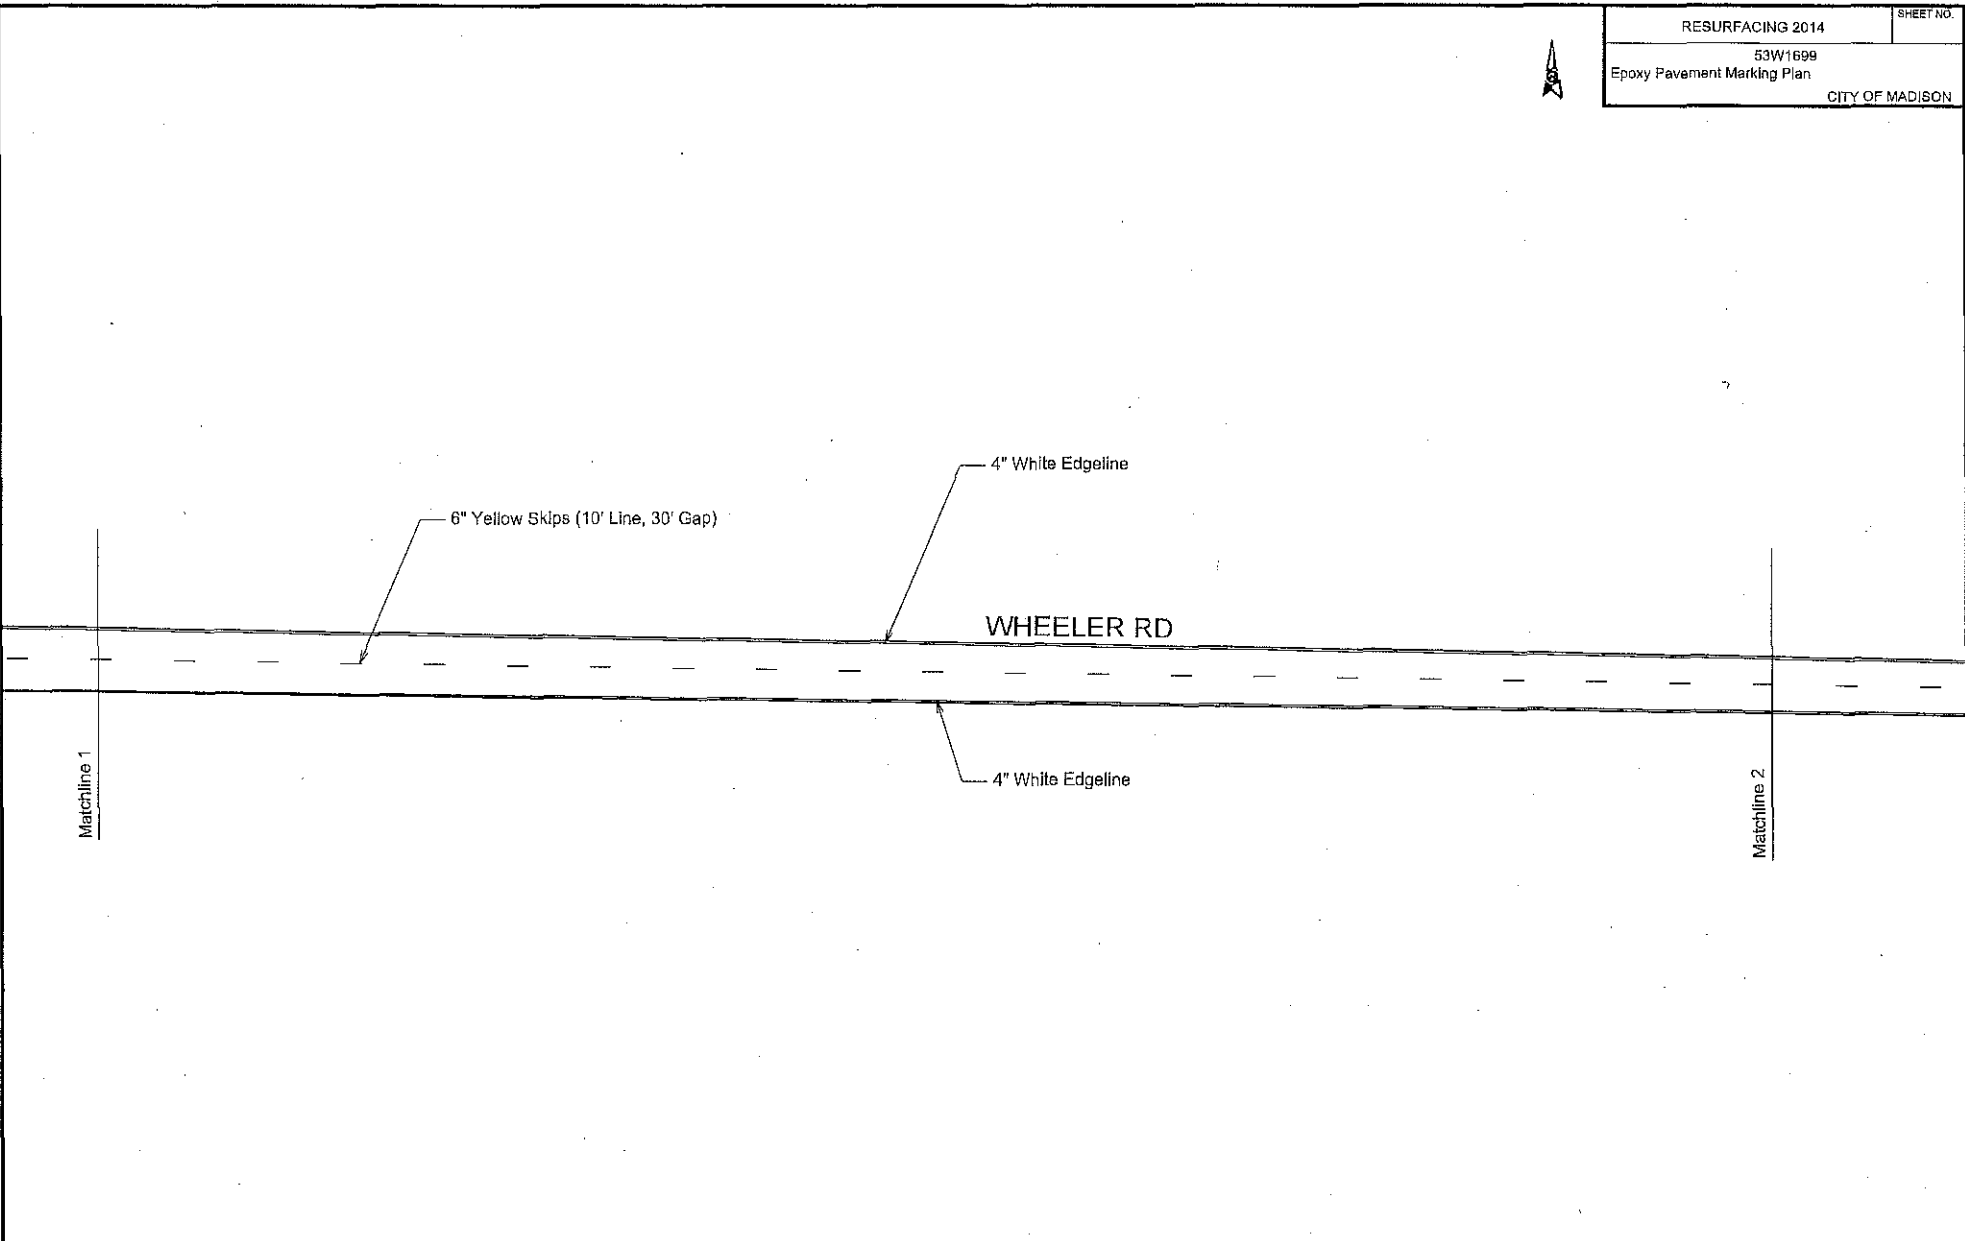 RESURFACING 2014
SHEET NO.
53W1699
Epoxy Pavement Marking Plan
CITY OF MADISON
4" White Edgeline
6" Yellow Skips (10' Line, 30' Gap)
WHEELER RD
4" White Edgeline
Matchline 1
Matchline 2